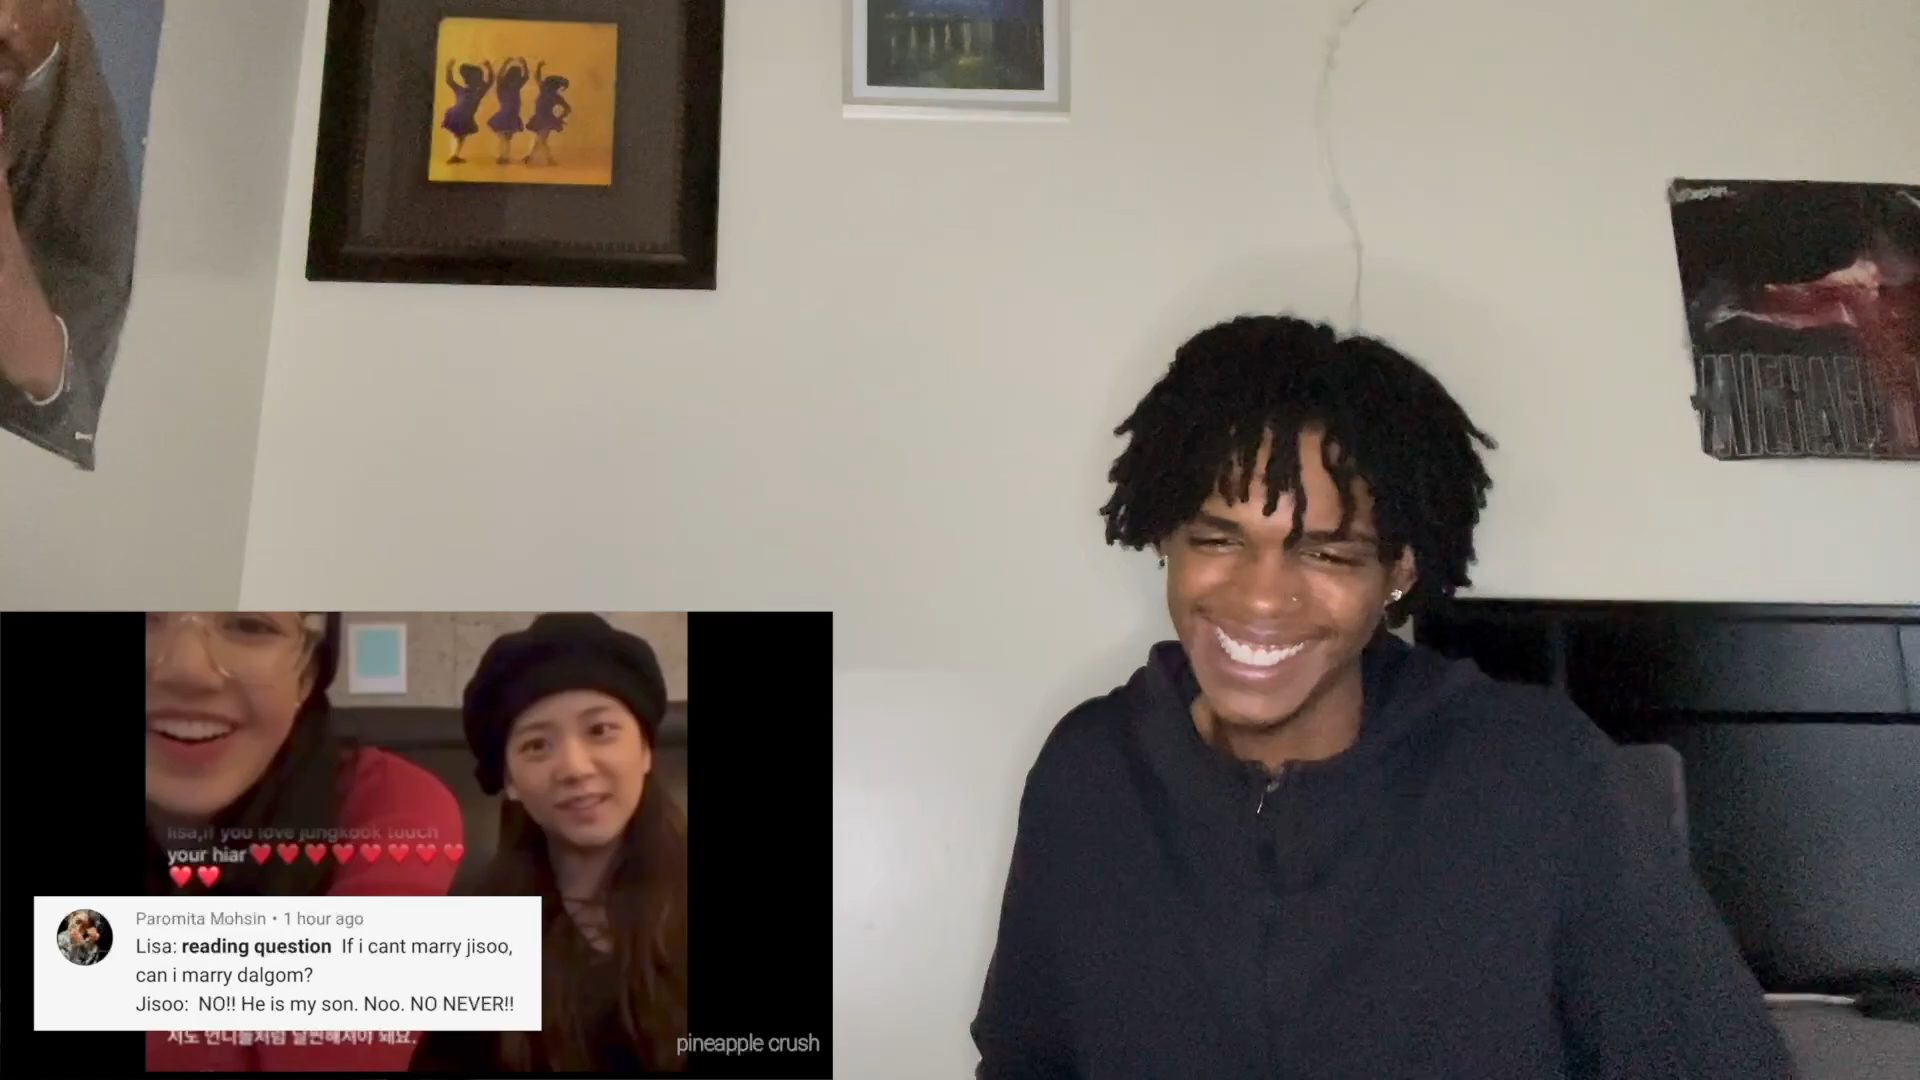 lisa,if you love jungkook touch
your hiar❤❤❤❤❤❤❤❤
❤❤
Paromita Mohsin • 1 hour ago
Lisa: reading question If i cant marry jisoo,
can i marry dalgom?
Jisoo: NO!! He is my son. Noo. NO NEVER!!
저도 언니들처럼 날씬해져야 돼요.
pineapple crush
MICHAEL